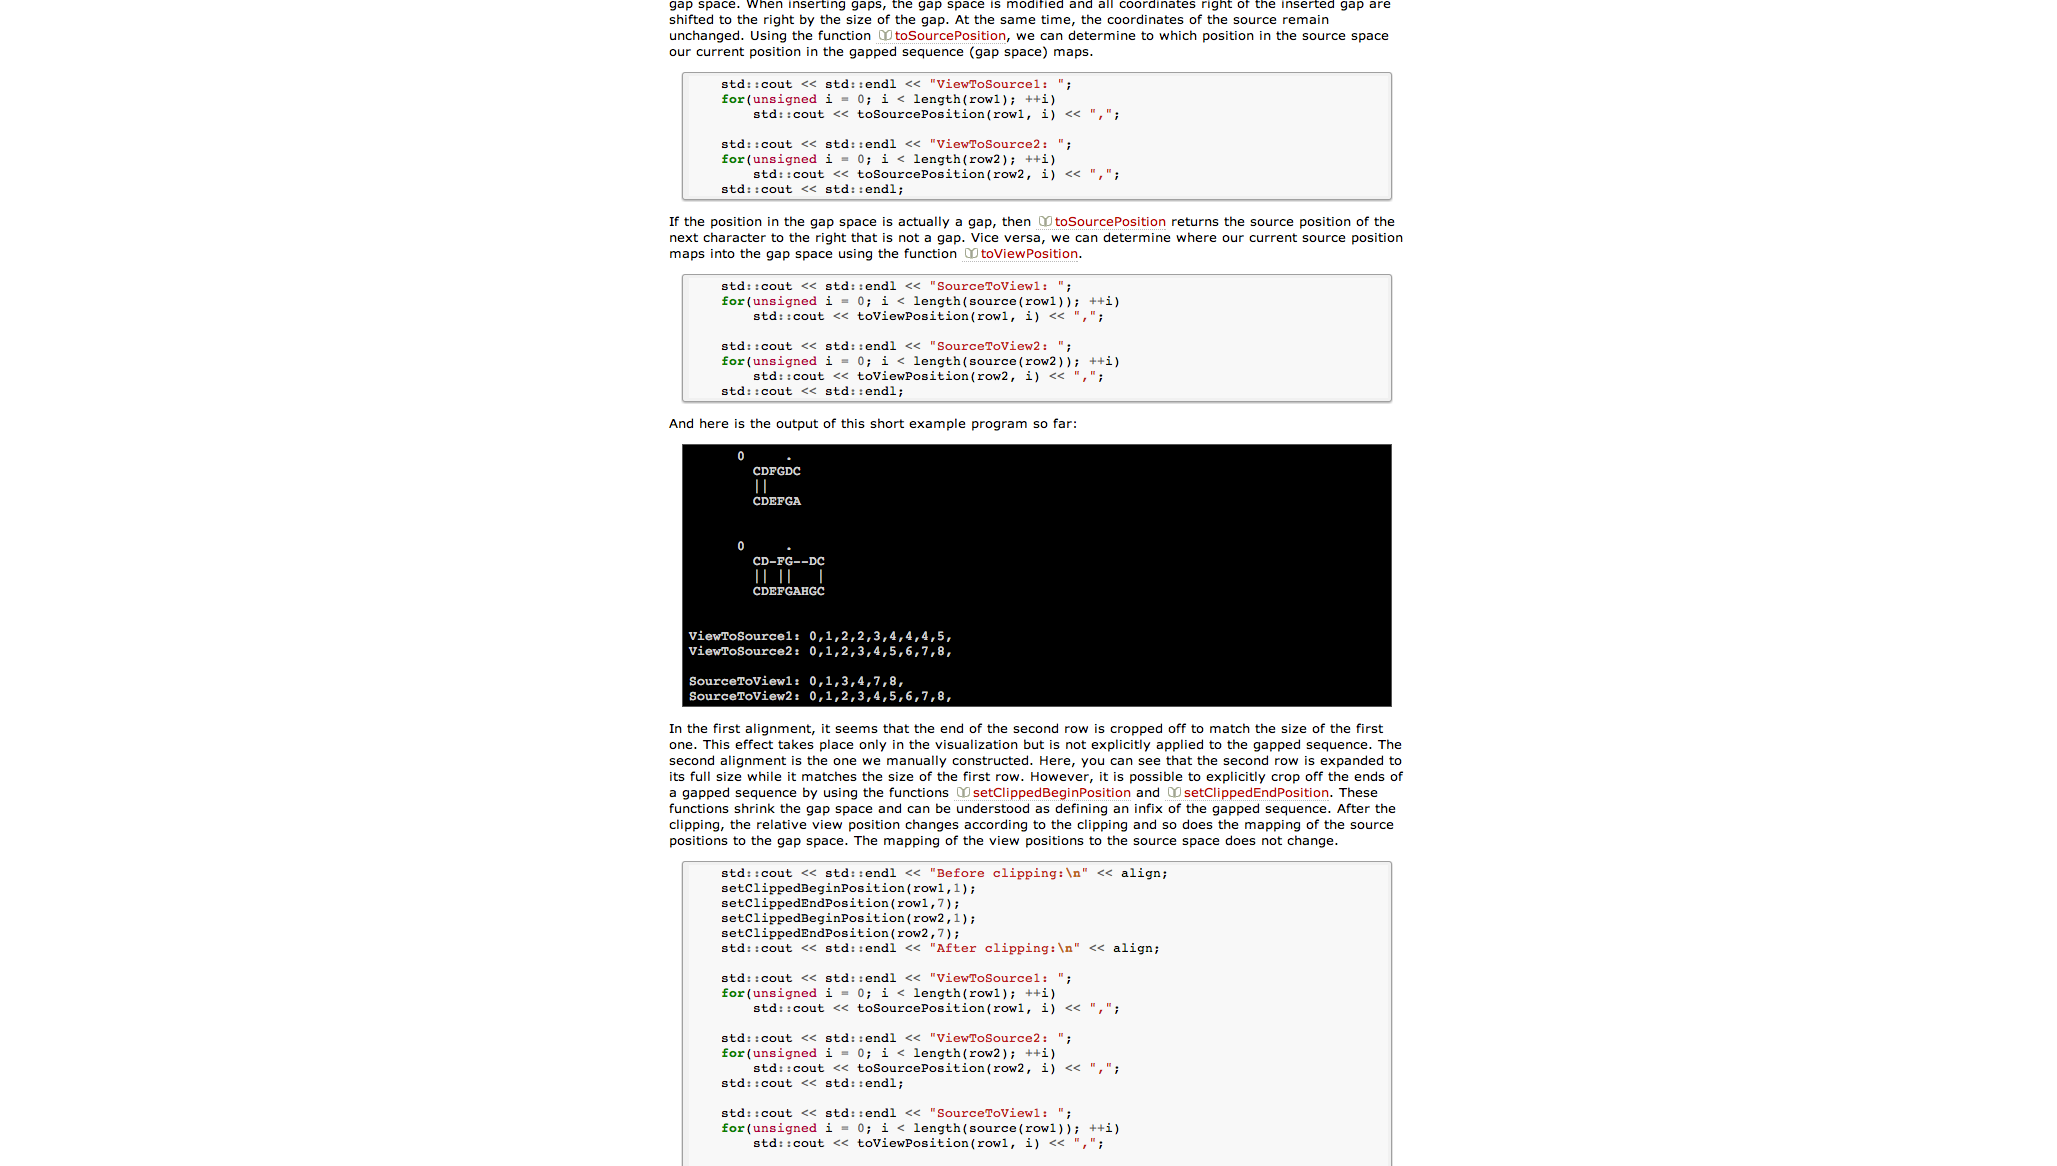 gap space. When inserting gaps, the gap space is modified and all coordinates right of the inserted gap are
shifted to the right by the size of the gap. At the same time, the coordinates of the source remain
unchanged. Using the function toSourcePosition, we can determine to which position in the source space
our current position in the gapped sequence (gap space) maps.
std::cout << std::endl << "ViewToSource1: ";
for(unsigned i = 0; i < length(row1); ++i)
    std::cout << toSourcePosition(row1, i) << ",";
std::cout << std::endl << "ViewToSource2: ";
for(unsigned i = 0; i < length(row2); ++i)
    std::cout << toSourcePosition(row2, i) << ",";
std::cout << std::endl;
If the position in the gap space is actually a gap, then toSourcePosition returns the source position of the
next character to the right that is not a gap. Vice versa, we can determine where our current source position
maps into the gap space using the function toViewPosition.
std::cout << std::endl << "SourceToView1: ";
for(unsigned i = 0; i < length(source(row1)); ++i)
    std::cout << toViewPosition(row1, i) << ",";
std::cout << std::endl << "SourceToView2: ";
for(unsigned i = 0; i < length(source(row2)); ++i)
    std::cout << toViewPosition(row2, i) << ",";
std::cout << std::endl;
And here is the output of this short example program so far:
0     .
  CDFGDC
  ||
  CDEFGA
0     .
  CD-FG--DC
  || ||   |
  CDEFGAHGC
ViewToSource1: 0,1,2,2,3,4,4,4,5,
ViewToSource2: 0,1,2,3,4,5,6,7,8,
SourceToView1: 0,1,3,4,7,8,
SourceToView2: 0,1,2,3,4,5,6,7,8,
In the first alignment, it seems that the end of the second row is cropped off to match the size of the first
one. This effect takes place only in the visualization but is not explicitly applied to the gapped sequence. The
second alignment is the one we manually constructed. Here, you can see that the second row is expanded to
its full size while it matches the size of the first row. However, it is possible to explicitly crop off the ends of
a gapped sequence by using the functions setClippedBeginPosition and setClippedEndPosition. These
functions shrink the gap space and can be understood as defining an infix of the gapped sequence. After the
clipping, the relative view position changes according to the clipping and so does the mapping of the source
positions to the gap space. The mapping of the view positions to the source space does not change.
std::cout << std::endl << "Before clipping:\n" << align;
setClippedBeginPosition(row1,1);
setClippedEndPosition(row1,7);
setClippedBeginPosition(row2,1);
setClippedEndPosition(row2,7);
std::cout << std::endl << "After clipping:\n" << align;
std::cout << std::endl << "ViewToSource1: ";
for(unsigned i = 0; i < length(row1); ++i)
    std::cout << toSourcePosition(row1, i) << ",";
std::cout << std::endl << "ViewToSource2: ";
for(unsigned i = 0; i < length(row2); ++i)
    std::cout << toSourcePosition(row2, i) << ",";
std::cout << std::endl;
std::cout << std::endl << "SourceToView1: ";
for(unsigned i = 0; i < length(source(row1)); ++i)
    std::cout << toViewPosition(row1, i) << ",";